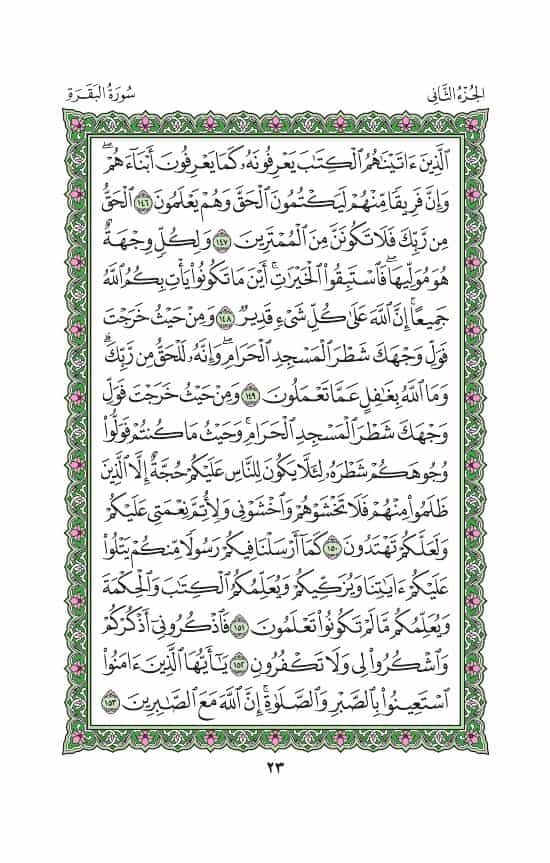 الجُزْءُ الثَّانِي
سُورَةُ البَقَرَةِ
ٱلَّذِينَ ءَاتَيْنَٰهُمُ ٱلْكِتَٰبَ يَعْرِفُونَهُۥ كَمَا يَعْرِفُونَ أَبْنَآءَهُمْ ۖ
وَإِنَّ فَرِيقًا مِّنْهُمْ لَيَكْتُمُونَ ٱلْحَقَّ وَهُمْ يَعْلَمُونَ ١٤٦ ٱلْحَقُّ
مِن رَّبِّكَ فَلَا تَكُونَنَّ مِنَ ٱلْمُمْتَرِينَ ١٤٧ وَلِكُلٍّ وِجْهَةٌ
هُوَ مُوَلِّيهَا ۖ فَٱسْتَبِقُوا۟ ٱلْخَيْرَٰتِ ۚ أَيْنَ مَا تَكُونُوا۟ يَأْتِ بِكُمُ ٱللَّهُ
جَمِيعًا ۚ إِنَّ ٱللَّهَ عَلَىٰ كُلِّ شَىْءٍ قَدِيرٌ ١٤٨ وَمِنْ حَيْثُ خَرَجْتَ
فَوَلِّ وَجْهَكَ شَطْرَ ٱلْمَسْجِدِ ٱلْحَرَامِ ۖ وَإِنَّهُۥ لَلْحَقُّ مِن رَّبِّكَ ۗ
وَمَا ٱللَّهُ بِغَٰفِلٍ عَمَّا تَعْمَلُونَ ١٤٩ وَمِنْ حَيْثُ خَرَجْتَ فَوَلِّ
وَجْهَكَ شَطْرَ ٱلْمَسْجِدِ ٱلْحَرَامِ ۚ وَحَيْثُ مَا كُنتُمْ فَوَلُّوا۟
وُجُوهَكُمْ شَطْرَهُۥ لِئَلَّا يَكُونَ لِلنَّاسِ عَلَيْكُمْ حُجَّةٌ إِلَّا ٱلَّذِينَ
ظَلَمُوا۟ مِنْهُمْ فَلَا تَخْشَوْهُمْ وَٱخْشَوْنِى وَلِأُتِمَّ نِعْمَتِى عَلَيْكُمْ
وَلَعَلَّكُمْ تَهْتَدُونَ ١٥٠ كَمَآ أَرْسَلْنَا فِيكُمْ رَسُولًا مِّنكُمْ يَتْلُوا۟
عَلَيْكُمْ ءَايَٰتِنَا وَيُزَكِّيكُمْ وَيُعَلِّمُكُمُ ٱلْكِتَٰبَ وَٱلْحِكْمَةَ
وَيُعَلِّمُكُم مَّا لَمْ تَكُونُوا۟ تَعْلَمُونَ ١٥١ فَٱذْكُرُونِىٓ أَذْكُرْكُمْ
وَٱشْكُرُوا۟ لِى وَلَا تَكْفُرُونِ ١٥٢ يَٰٓأَيُّهَا ٱلَّذِينَ ءَامَنُوا۟
ٱسْتَعِينُوا۟ بِٱلصَّبْرِ وَٱلصَّلَوٰةِ ۚ إِنَّ ٱللَّهَ مَعَ ٱلصَّٰبِرِينَ ١٥٣
٢٣